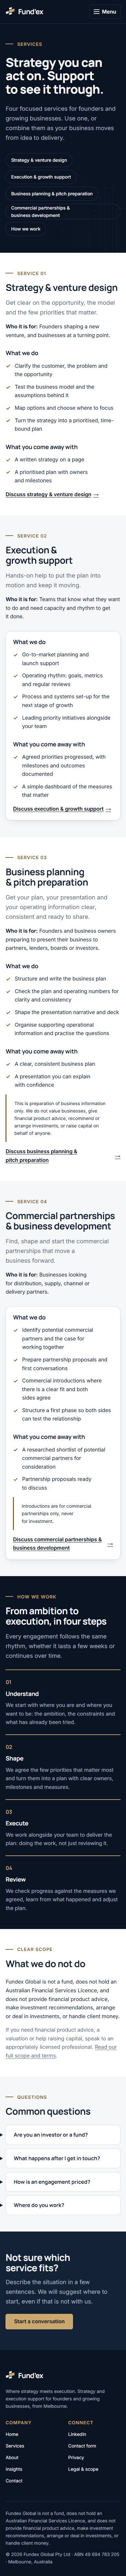 Fundex
Menu
SERVICES
Strategy you can
act on. Support
to see it through.
Four focused services for founders and
growing businesses. Use one, or
combine them as your business moves
from idea to delivery.
Strategy & venture design
Execution & growth support
Business planning & pitch preparation
Commercial partnerships &
business development
How we work
SERVICE 01
Strategy & venture design
Get clear on the opportunity, the model
and the few priorities that matter.
Who it is for: Founders shaping a new
venture, and businesses at a turning point.
What we do
Clarify the customer, the problem and
the opportunity
Test the business model and the
assumptions behind it
Map options and choose where to focus
Turn the strategy into a prioritised, time-
bound plan
What you come away with
A written strategy on a page
A prioritised plan with owners
and milestones
Discuss strategy & venture design →
SERVICE 02
Execution &
growth support
Hands-on help to put the plan into
motion and keep it moving.
Who it is for: Teams that know what they want
to do and need capacity and rhythm to get
it done.
What we do
Go-to-market planning and
launch support
Operating rhythm: goals, metrics
and regular reviews
Process and systems set-up for the
next stage of growth
Leading priority initiatives alongside
your team
What you come away with
Agreed priorities progressed, with
milestones and outcomes
documented
A simple dashboard of the measures
that matter
Discuss execution & growth support →
SERVICE 03
Business planning
& pitch preparation
Get your plan, your presentation and
your operating information clear,
consistent and ready to share.
Who it is for: Founders and business owners
preparing to present their business to
partners, lenders, boards or investors.
What we do
Structure and write the business plan
Check the plan and operating numbers for
clarity and consistency
Shape the presentation narrative and deck
Organise supporting operational
information and practise the questions
What you come away with
A clear, consistent business plan
A presentation you can explain
with confidence
This is preparation of business information
only. We do not value businesses, give
financial product advice, recommend or
arrange investments, or raise capital on
behalf of anyone.
Discuss business planning &
pitch preparation →
SERVICE 04
Commercial partnerships
& business development
Find, shape and start the commercial
partnerships that move a
business forward.
Who it is for: Businesses looking
for distribution, supply, channel or
delivery partners.
What we do
Identify potential commercial
partners and the case for
working together
Prepare partnership proposals and
first conversations
Commercial introductions where
there is a clear fit and both
sides agree
Structure a first phase so both sides
can test the relationship
What you come away with
A researched shortlist of potential
commercial partners for
consideration
Partnership proposals ready
to discuss
Introductions are for commercial
partnerships only, never
for investment.
Discuss commercial partnerships &
business development →
HOW WE WORK
From ambition to
execution, in four steps
Every engagement follows the same
rhythm, whether it lasts a few weeks or
continues over time.
01
Understand
We start with where you are and where you
want to be: the ambition, the constraints and
what has already been tried.
02
Shape
We agree the few priorities that matter most
and turn them into a plan with clear owners,
milestones and measures.
03
Execute
We work alongside your team to deliver the
plan: doing the work, not just reviewing it.
04
Review
We check progress against the measures we
agreed, learn from what happened and adjust
the plan.
CLEAR SCOPE
What we do not do
Fundex Global is not a fund, does not hold an
Australian Financial Services Licence, and does
not provide financial product advice,
make investment recommendations, arrange
or deal in investments, or handle client money.
If you need financial product advice, a
valuation or help raising capital, speak to an
appropriately licensed professional. Read our
full scope and terms.
QUESTIONS
Common questions
Are you an investor or a fund?
What happens after I get in touch?
How is an engagement priced?
Where do you work?
Not sure which
service fits?
Describe the situation in a few
sentences. We will suggest where to
start, even if that is not with us.
Start a conversation
Fundex
Where strategy meets execution. Strategy and
execution support for founders and growing
businesses, from Melbourne.
COMPANY
CONNECT
Home
LinkedIn
Services
Contact form
About
Privacy
Insights
Legal & scope
Contact
Fundex Global is not a fund, does not hold an
Australian Financial Services Licence, and does not
provide financial product advice, make investment
recommendations, arrange or deal in investments, or
handle client money.
© 2026 Fundex Global Pty Ltd · ABN 49 694 783 205
· Melbourne, Australia